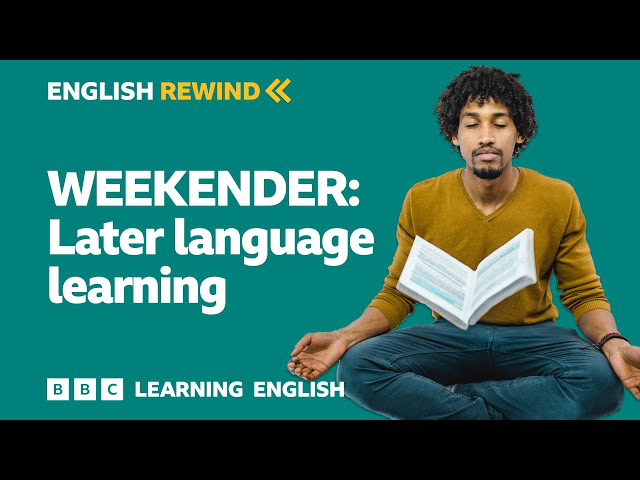 ENGLISH REWIND
WEEKENDER:
Later language
learning
BBC LEARNING ENGLISH